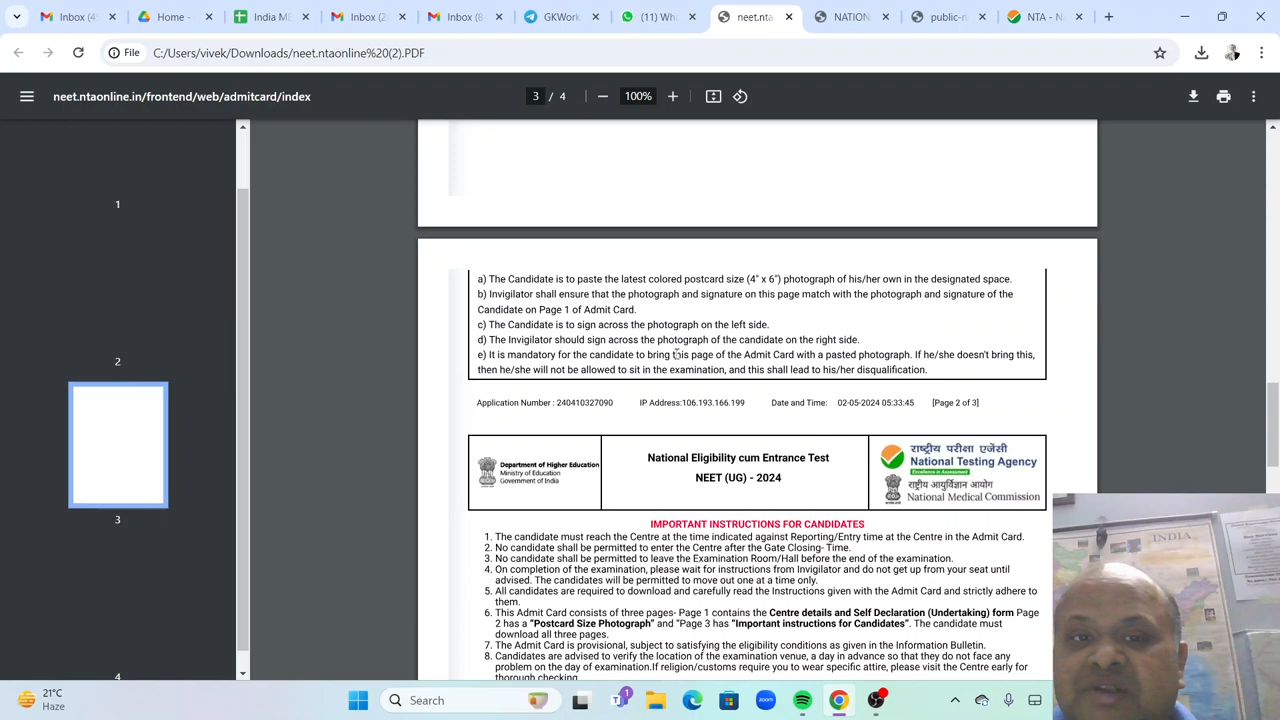 Inbox (4
Home -
India ME
Inbox (2
Inbox (8
GKWork
(11) Wh
neet.nta
NATION
public-n
NTA - N
File
C:/Users/vivek/Downloads/neet.ntaonline%20(2).PDF
neet.ntaonline.in/frontend/web/admitcard/index
3 / 4
100%
1
2
3
4
a) The Candidate is to paste the latest colored postcard size (4" x 6") photograph of his/her own in the designated space.
b) Invigilator shall ensure that the photograph and signature on this page match with the photograph and signature of the
Candidate on Page 1 of Admit Card.
c) The Candidate is to sign across the photograph on the left side.
d) The Invigilator should sign across the photograph of the candidate on the right side.
e) It is mandatory for the candidate to bring this page of the Admit Card with a pasted photograph. If he/she doesn't bring this,
then he/she will not be allowed to sit in the examination, and this shall lead to his/her disqualification.
Application Number : 240410327090 IP Address:106.193.166.199 Date and Time: 02-05-2024 05:33:45 [Page 2 of 3]
Department of Higher Education
Ministry of Education
Government of India
National Eligibility cum Entrance Test
NEET (UG) - 2024
राष्ट्रीय परीक्षा एजेंसी
National Testing Agency
Excellence in Assessment
राष्ट्रीय आयुर्विज्ञान आयोग
National Medical Commission
IMPORTANT INSTRUCTIONS FOR CANDIDATES
1. The candidate must reach the Centre at the time indicated against Reporting/Entry time at the Centre in the Admit Card.
2. No candidate shall be permitted to enter the Centre after the Gate Closing- Time.
3. No candidate shall be permitted to leave the Examination Room/Hall before the end of the examination.
4. On completion of the examination, please wait for instructions from Invigilator and do not get up from your seat until
advised. The candidates will be permitted to move out one at a time only.
5. All candidates are required to download and carefully read the Instructions given with the Admit Card and strictly adhere to
them.
6. This Admit Card consists of three pages- Page 1 contains the Centre details and Self Declaration (Undertaking) form Page
2 has a “Postcard Size Photograph” and “Page 3 has “Important instructions for Candidates”. The candidate must
download all three pages.
7. The Admit Card is provisional, subject to satisfying the eligibility conditions as given in the Information Bulletin.
8. Candidates are advised to verify the location of the examination venue, a day in advance so that they do not face any
problem on the day of examination.If religion/customs require you to wear specific attire, please visit the Centre early for
thorough checking
INDIA
21°C
Haze
Search
1
zoom